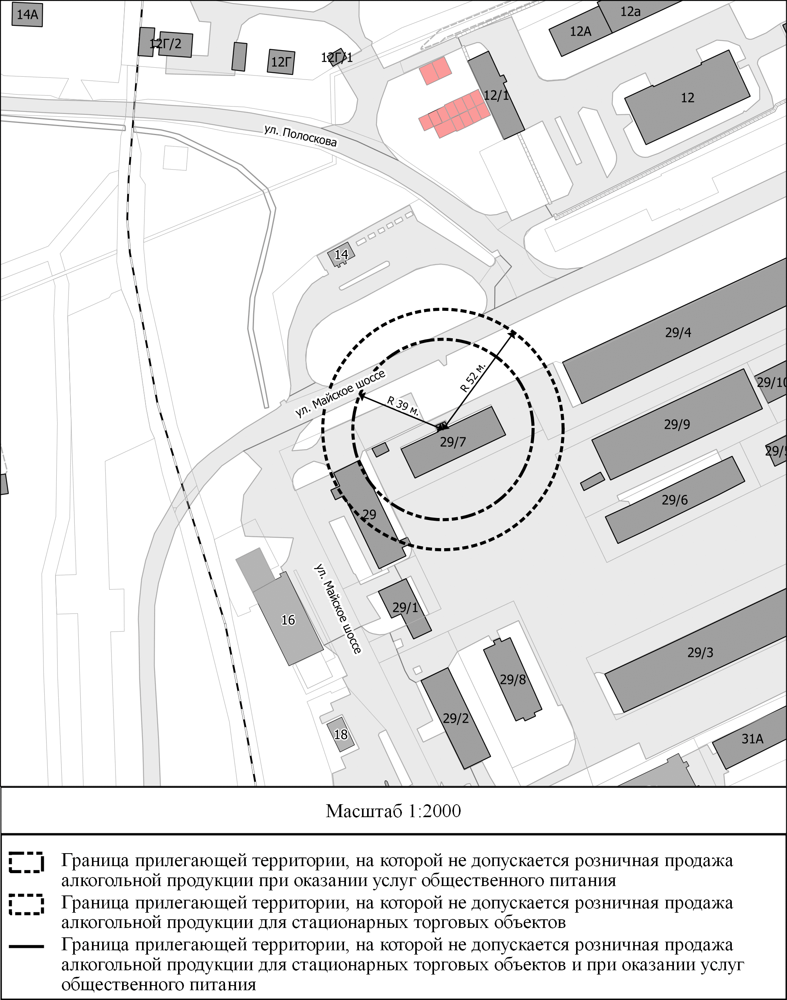 14А
12а
12А
12Г/2
12Г
12Г/1
12/1
12
ул. Полоскова
14
29/4
R 52 м.
ул. Майское шоссе
R 39 м.
29/10
29/9
29/7
29/5
29/6
29
ул. Майское шоссе
29/1
16
29/3
29/8
29/2
18
31А
Масштаб 1:2000
Граница прилегающей территории, на которой не допускается розничная продажа
алкогольной продукции при оказании услуг общественного питания
Граница прилегающей территории, на которой не допускается розничная продажа
алкогольной продукции для стационарных торговых объектов
Граница прилегающей территории, на которой не допускается розничная продажа
алкогольной продукции для стационарных торговых объектов и при оказании услуг
общественного питания